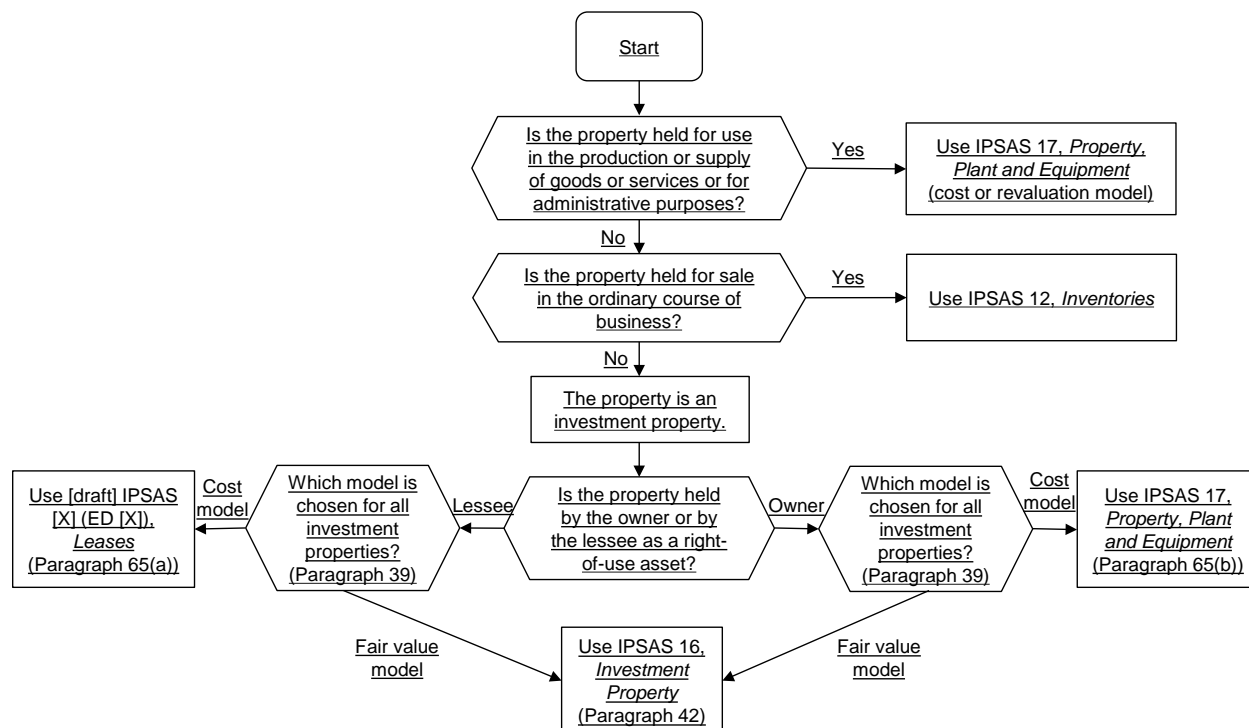 Start
Is the property held for use
in the production or supply
of goods or services or for
administrative purposes?
Yes
Use IPSAS 17, Property,
Plant and Equipment
(cost or revaluation model)
No
Is the property held for sale
in the ordinary course of
business?
Yes
Use IPSAS 12, Inventories
No
The property is an
investment property.
Use [draft] IPSAS
[X] (ED [X]),
Leases
(Paragraph 65(a))
Cost
model
Which model is
chosen for all
investment
properties?
(Paragraph 39)
Lessee
Is the property held
by the owner or by
the lessee as a right-
of-use asset?
Owner
Which model is
chosen for all
investment
properties?
(Paragraph 39)
Cost
model
Use IPSAS 17,
Property, Plant
and Equipment
(Paragraph 65(b))
Fair value
model
Use IPSAS 16,
Investment
Property
(Paragraph 42)
Fair value
model